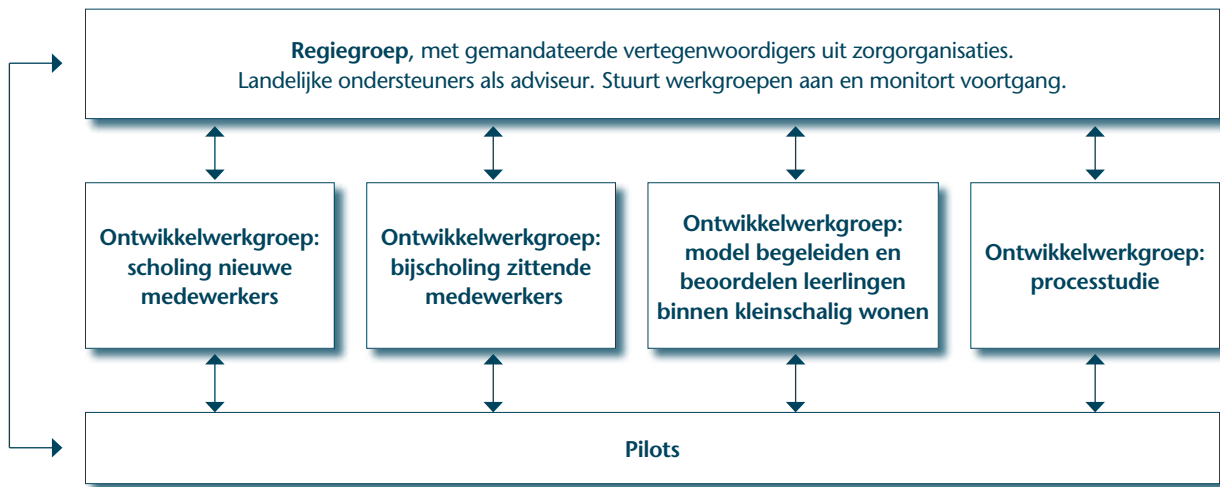 Regiegroep, met gemandateerde vertegenwoordigers uit zorgorganisaties.
Landelijke ondersteuners als adviseur. Stuurt werkgroepen aan en monitort voortgang.
Ontwikkelwerkgroep:
scholing nieuwe
medewerkers
Ontwikkelwerkgroep:
bijscholing zittende
medewerkers
Ontwikkelwerkgroep:
model begeleiden en
beoordelen leerlingen
binnen kleinschalig wonen
Ontwikkelwerkgroep:
processtudie
Pilots